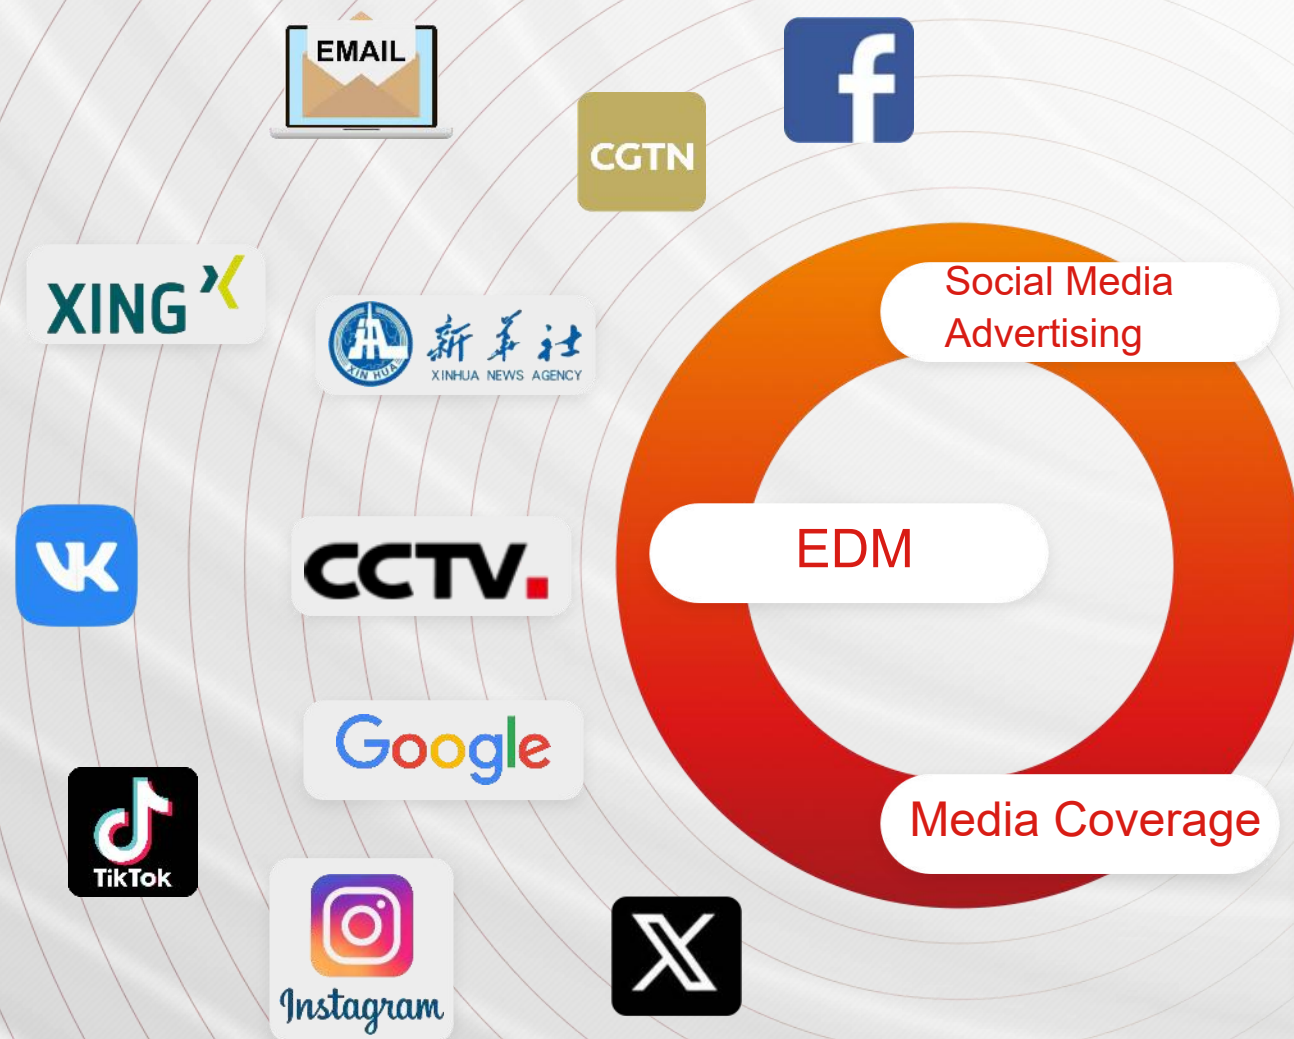 EMAIL
f
CGTN
XING
Social Media
Advertising
新华社
XINHUA NEWS AGENCY
XIN HUA
VK
CCTV.
EDM
Google
TikTok
Media Coverage
Instagram
X